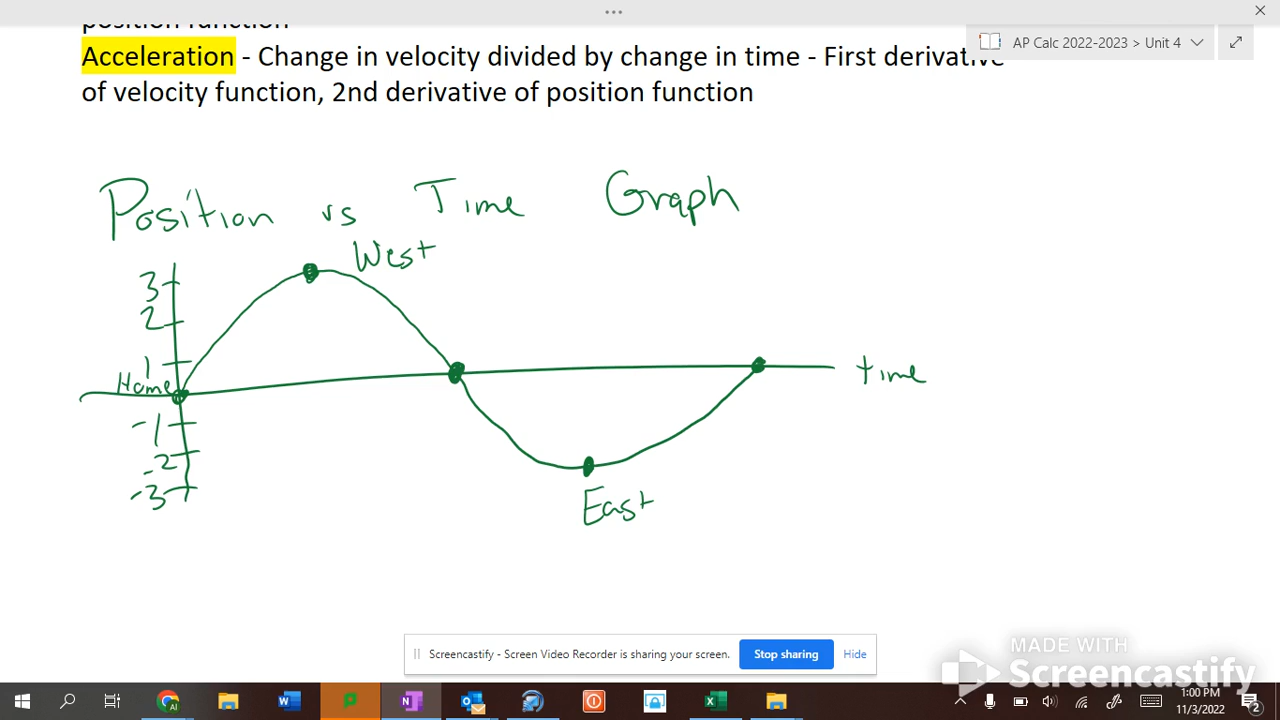 position function
AP Calc 2022-2023 > Unit 4
Acceleration - Change in velocity divided by change in time - First derivative
of velocity function, 2nd derivative of position function
Position vs Time Graph
West
3
2
1
Home
time
-1
-2
-3
East
Screencastify - Screen Video Recorder is sharing your screen.
Stop sharing
Hide
MADE WITH
Screencastify
1:00 PM
11/3/2022
2